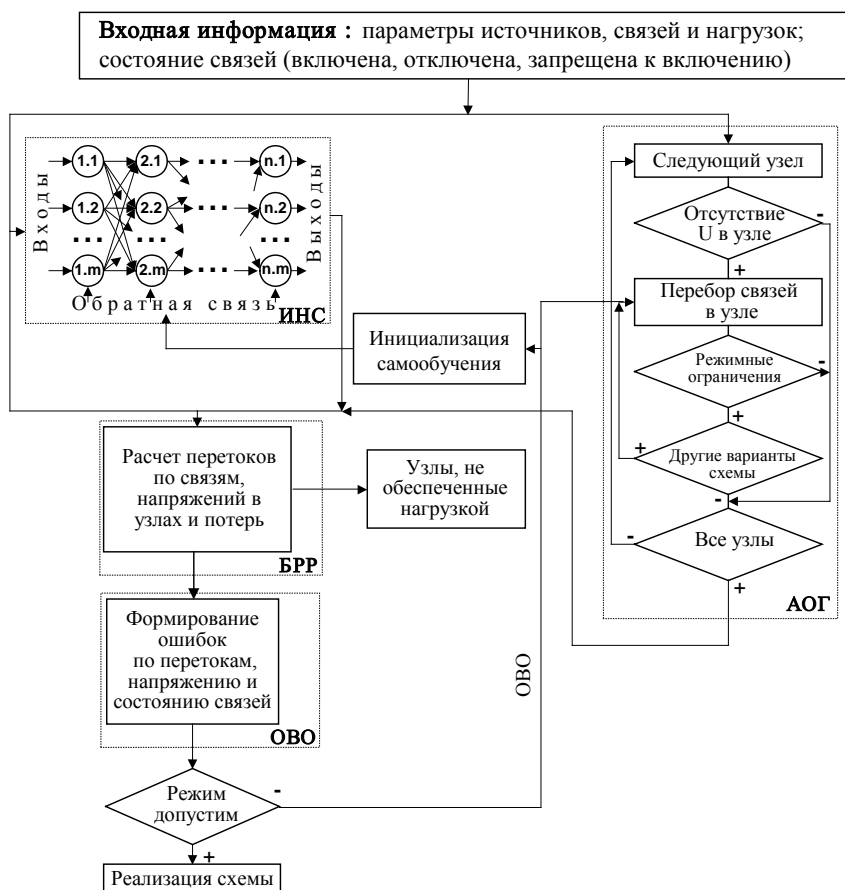 Входная информация : параметры источников, связей и нагрузок;
состояние связей (включена, отключена, запрещена к включению)
Входы
1.1
2.1
...
n.1
1.2
2.2
...
n.2
...
...
...
1.m
2.m
...
n.m
Выходы
Обратная связь
ИНС
Инициализация
самообучения
Следующий узел
Отсутствие
U в узле
-
+
Перебор связей
в узле
Режимные
ограничения
-
+
Другие варианты
схемы
+
-
Все узлы
-
+
АОГ
Расчет перетоков
по связям,
напряжений в
узлах и потерь
БРР
Узлы, не
обеспеченные
нагрузкой
Формирование
ошибок
по перетокам,
напряжению и
состоянию связей
ОВО
ОВО
Режим
допустим
-
+
Реализация схемы